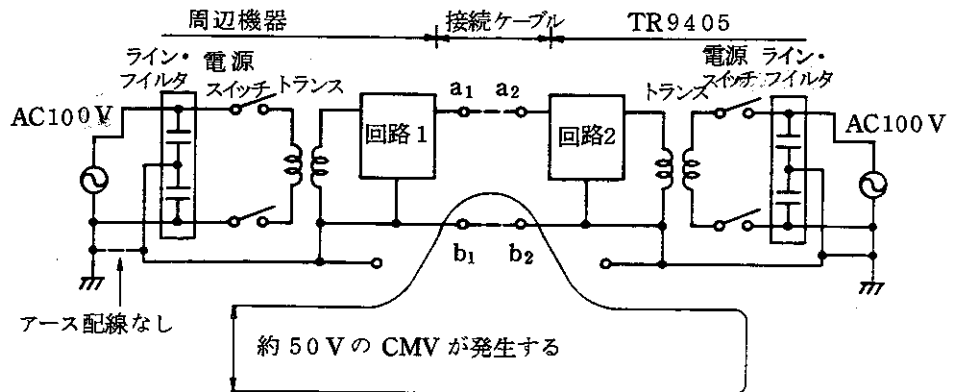 周辺機器 接続ケーブル TR9405
ライン・フィルタ
電源スイッチ
トランス
a₁ a₂
トランス
電源スイッチ
ライン・フィルタ
AC100V
回路1
回路2
AC100V
b₁ b₂
アース配線なし
約50VのCMVが発生する